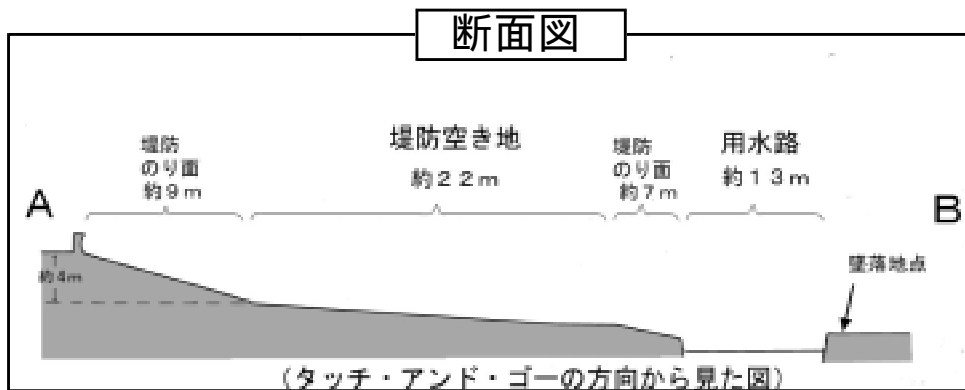 断面図
堤防
のり面
約9m
堤防空き地
約22m
堤防
のり面
約7m
用水路
約13m
A
B
約4m
墜落地点
(タッチ・アンド・ゴーの方向から見た図)